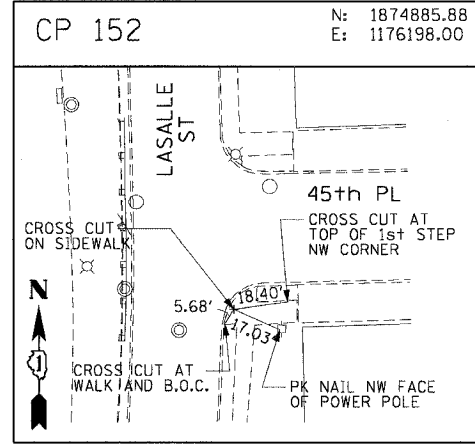 CP 152
N: 1874885.88
E: 1176198.00
LASALLE
ST
45th PL
CROSS CUT AT
TOP OF 1st STEP
NW CORNER
CROSS CUT
ON SIDEWALK
N
18.40'
5.68'
17.03'
CROSS CUT AT
WALK AND B.O.C.
PK NAIL NW FACE
OF POWER POLE